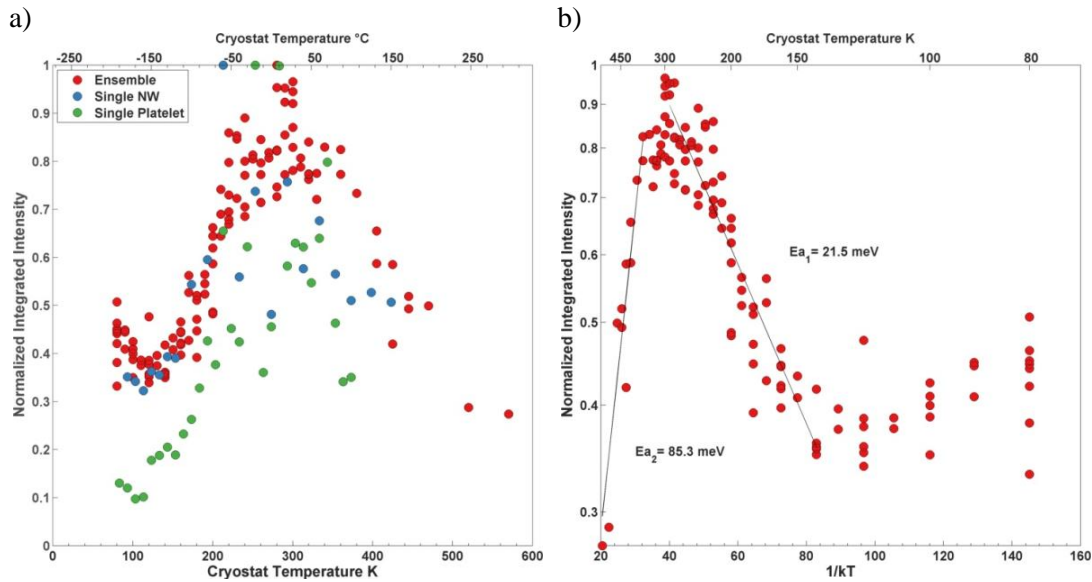 a)
Cryostat Temperature °C
-250 -150 -50 50 150 250
1
0.9
0.8
0.7
0.6
0.5
0.4
0.3
0.2
0.1
0
Normalized Integrated Intensity
Ensemble
Single NW
Single Platelet
0 100 200 300 400 500 600
Cryostat Temperature K
b)
Cryostat Temperature K
450 300 200 150 100 80
1
0.9
0.8
0.7
0.6
0.5
0.4
0.3
Normalized Integrated Intensity
Ea1= 21.5 meV
Ea2= 85.3 meV
20 40 60 80 100 120 140 160
1/kT